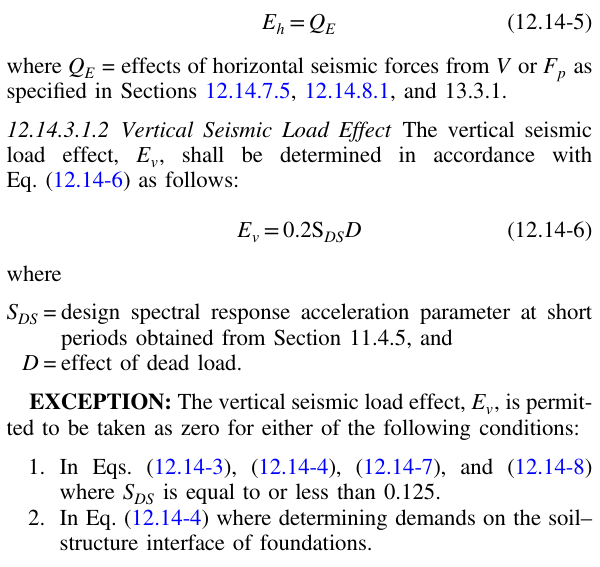 E_h = Q_E (12.14-5)
where Q_E = effects of horizontal seismic forces from V or F_p as
specified in Sections 12.14.7.5, 12.14.8.1, and 13.3.1.
12.14.3.1.2 Vertical Seismic Load Effect The vertical seismic
load effect, E_v, shall be determined in accordance with
Eq. (12.14-6) as follows:
E_v = 0.2S_DS D (12.14-6)
where
S_DS = design spectral response acceleration parameter at short
periods obtained from Section 11.4.5, and
D = effect of dead load.
EXCEPTION: The vertical seismic load effect, E_v, is permit-
ted to be taken as zero for either of the following conditions:
1. In Eqs. (12.14-3), (12.14-4), (12.14-7), and (12.14-8)
where S_DS is equal to or less than 0.125.
2. In Eq. (12.14-4) where determining demands on the soil–
structure interface of foundations.